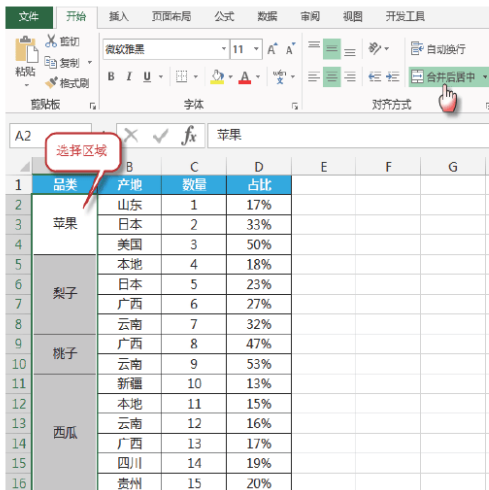 文件 开始 插入 页面布局 公式 数据 审阅 视图 开发工具
剪切
复制
格式刷
粘贴
微软雅黑 11 A A
B I U A wén 文
自动换行
合并后居中
剪贴板 字体 对齐方式
A2 fx 苹果
选择区域
B C D E F G
1 品类 产地 数量 占比
2 山东 1 17%
3 苹果 日本 2 33%
4 美国 3 50%
5 本地 4 18%
6 梨子 日本 5 23%
7 广西 6 27%
8 云南 7 32%
9 桃子 广西 8 47%
10 云南 9 53%
11 新疆 10 13%
12 本地 11 15%
13 西瓜 云南 12 16%
14 广西 13 17%
15 四川 14 19%
16 贵州 15 20%